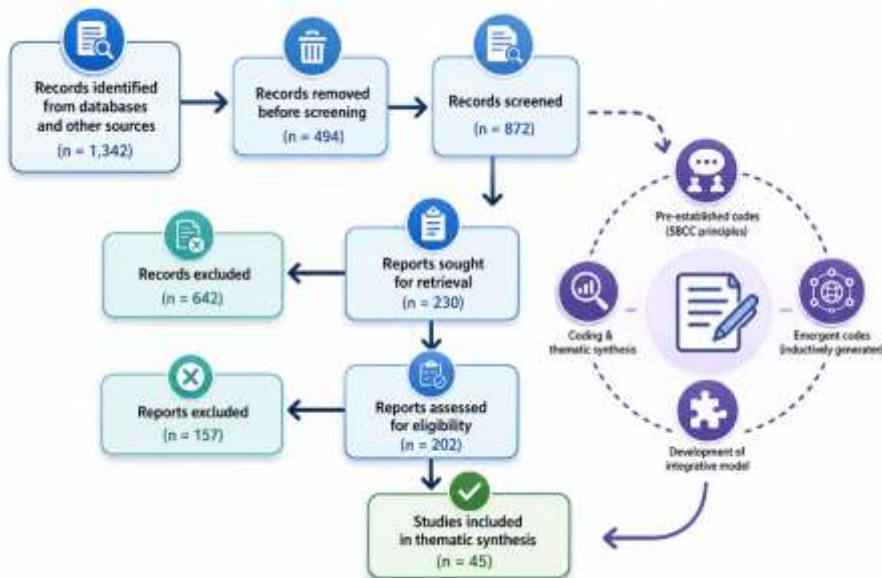 Records identified
from databases
and other sources
(n = 1,342)
Records removed
before screening
(n = 494)
Records screened
(n = 872)
Pre-established codes
(SBCC principles)
Records excluded
(n = 642)
Reports sought
for retrieval
(n = 230)
Coding &
thematic synthesis
Emergent codes
(inductively generated)
Reports excluded
(n = 157)
Reports assessed
for eligibility
(n = 202)
Development of
integrative model
Studies included
in thematic synthesis
(n = 45)